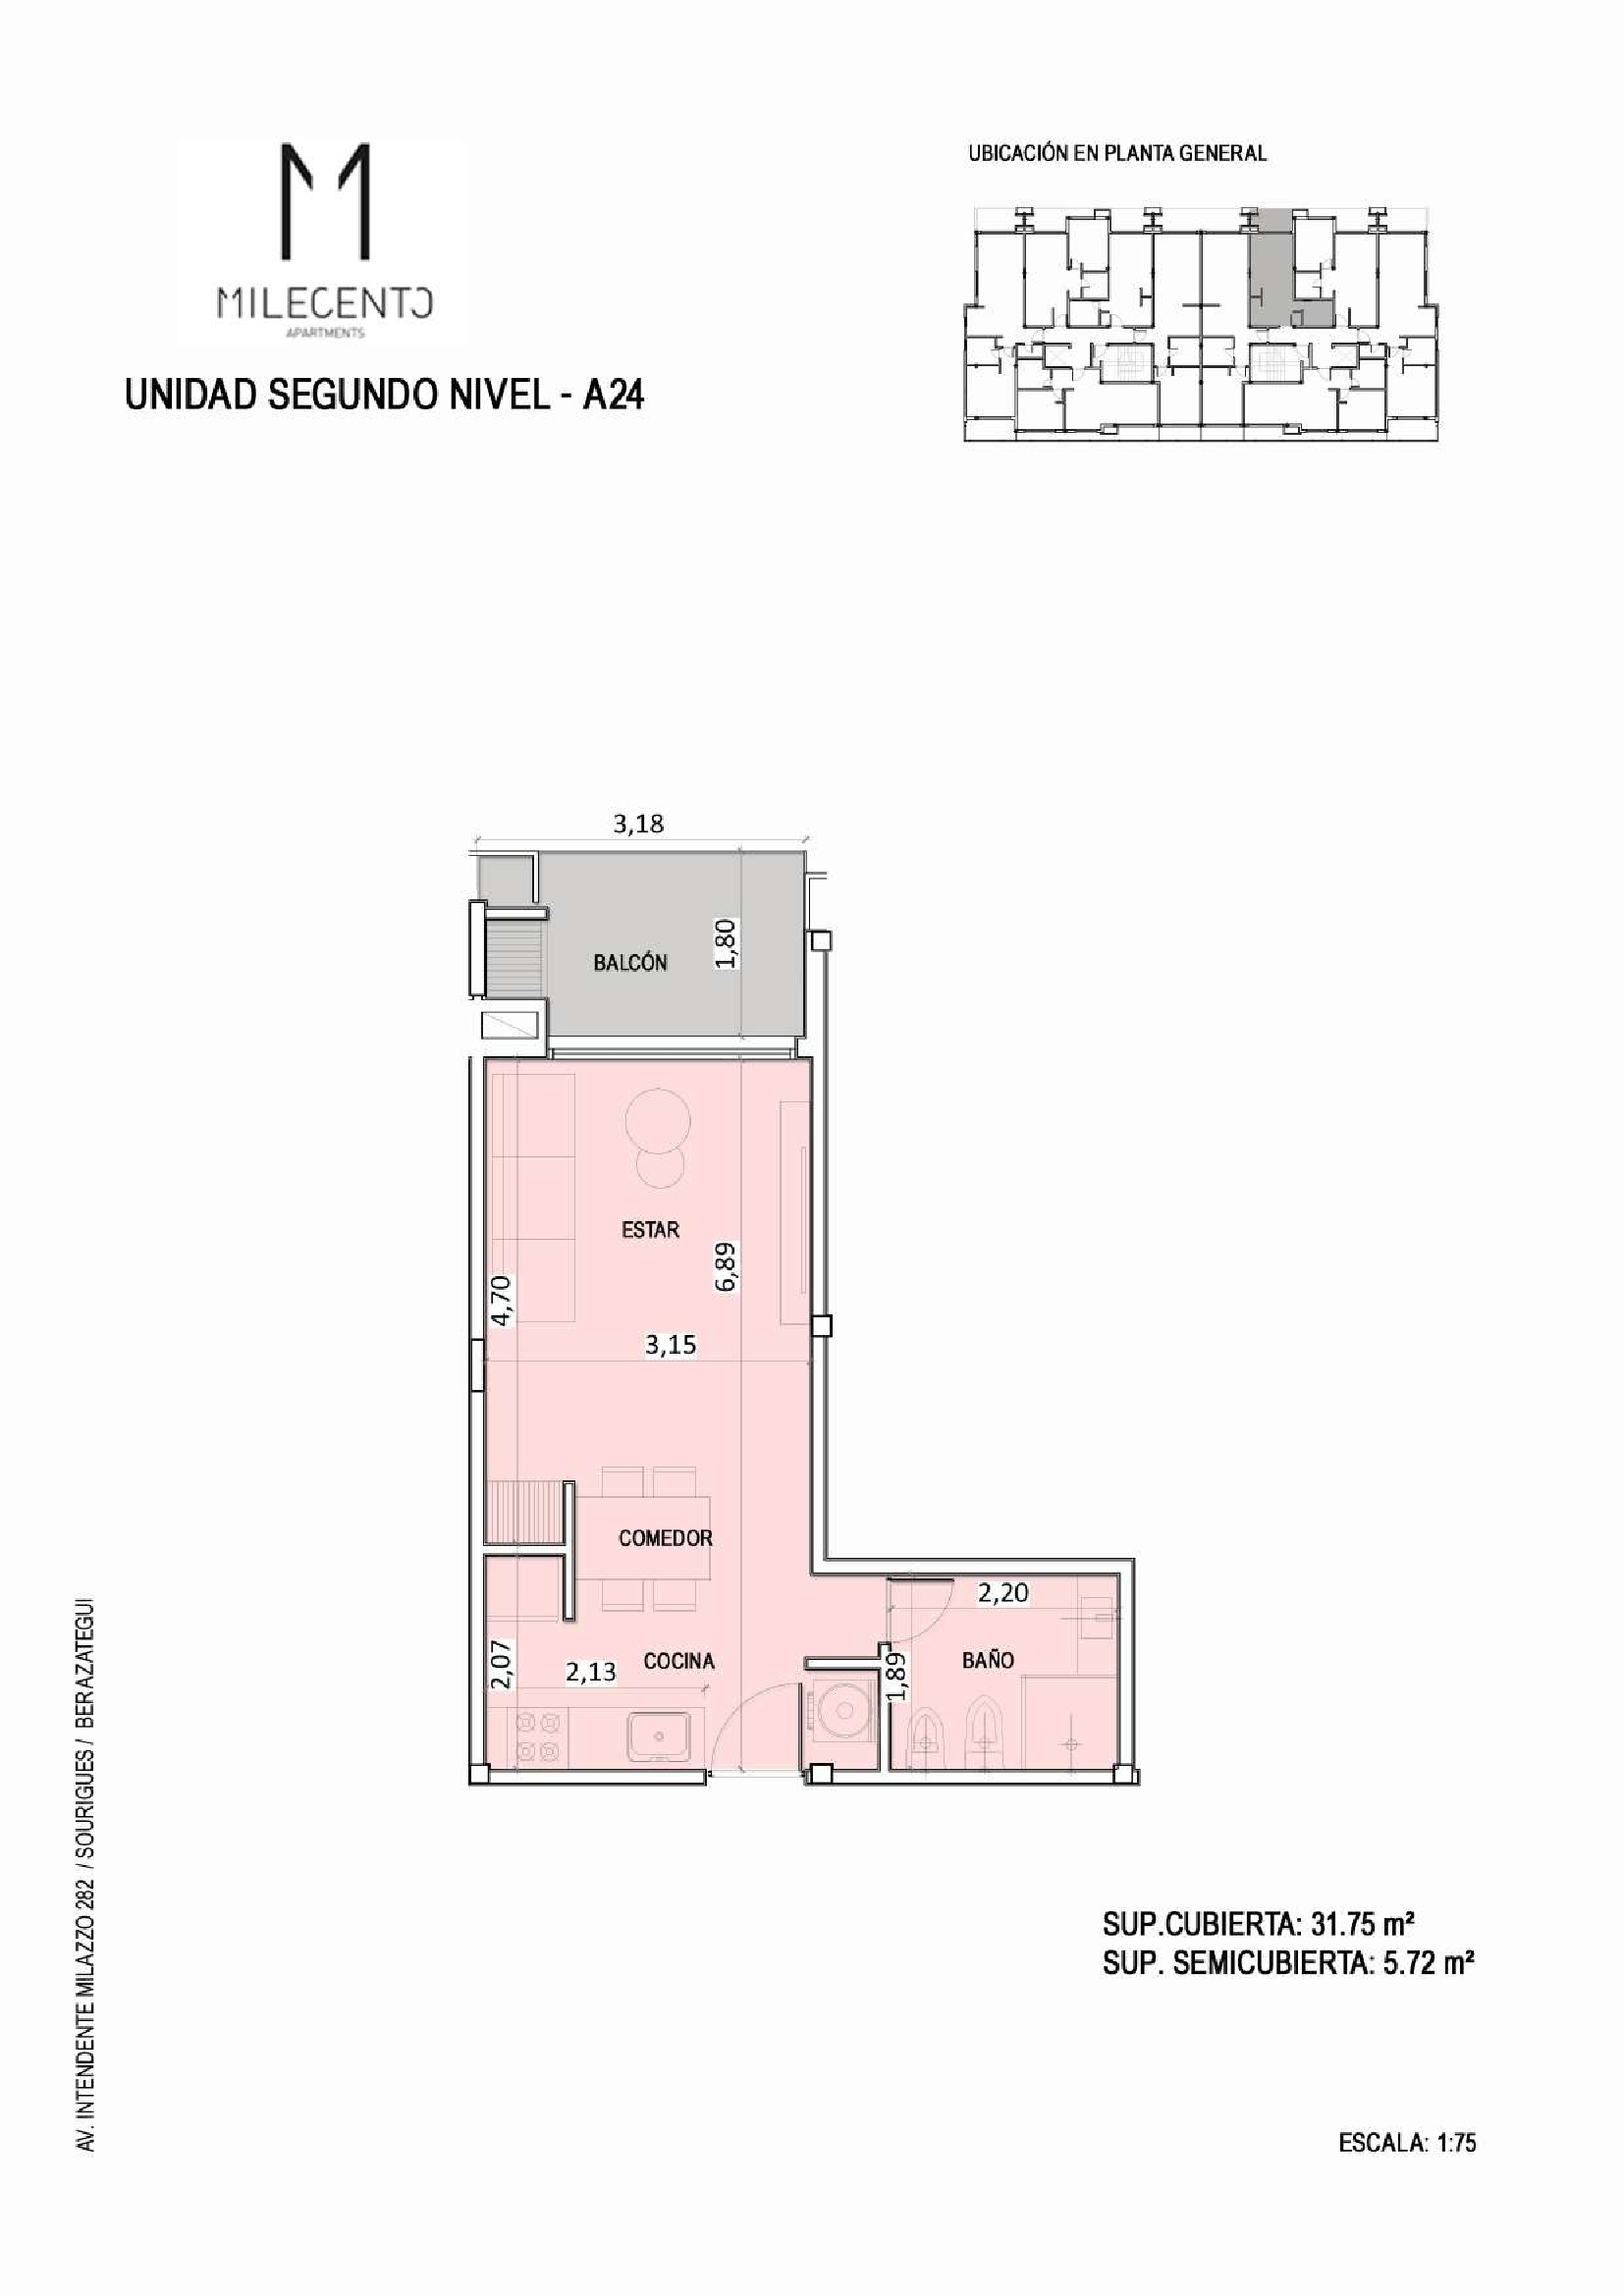 MILECENTO
APARTMENTS
UNIDAD SEGUNDO NIVEL - A24
UBICACIÓN EN PLANTA GENERAL
3,18
1,80
BALCÓN
ESTAR
6,89
4,70
3,15
COMEDOR
2,20
COCINA
BAÑO
2,07
2,13
1,89
SUP.CUBIERTA: 31.75 m²
SUP. SEMICUBIERTA: 5.72 m²
AV. INTENDENTE MILAZZO 282 / SOURIGUES / BERAZATEGUI
ESCALA: 1:75